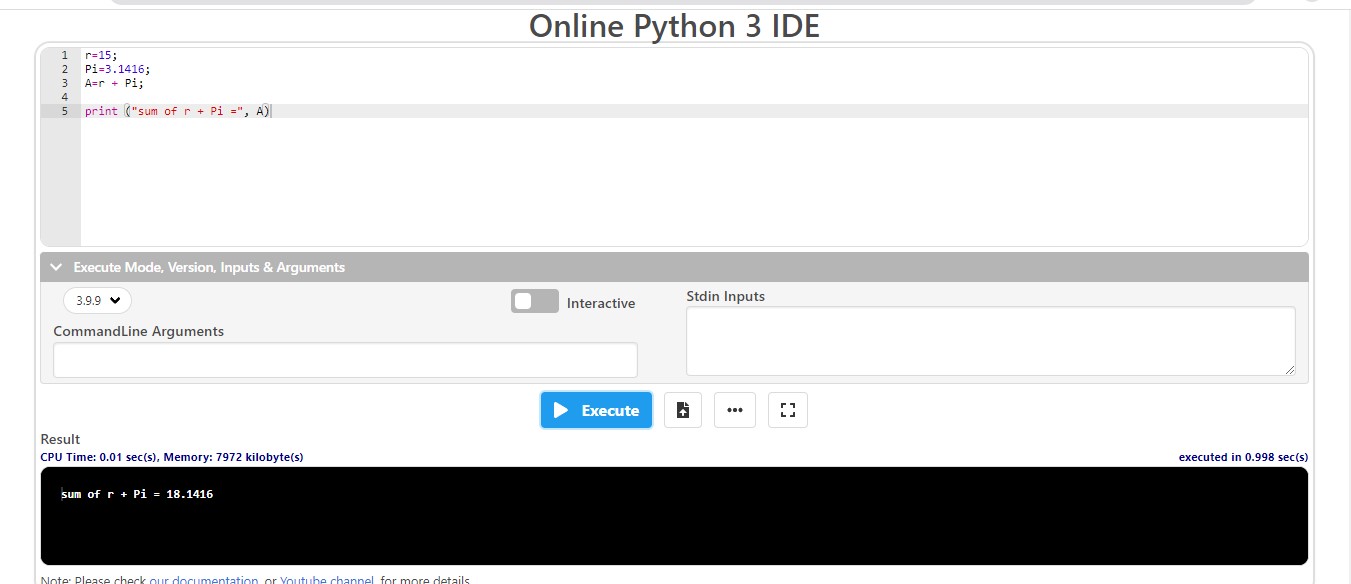 Online Python 3 IDE
1 r=15;
2 Pi=3.1416;
3 A=r + Pi;
4
5 print ("sum of r + Pi =", A)
Execute Mode, Version, Inputs & Arguments
3.9.9
Interactive
Stdin Inputs
CommandLine Arguments
Execute
Result
CPU Time: 0.01 sec(s), Memory: 7972 kilobyte(s)
executed in 0.998 sec(s)
sum of r + Pi = 18.1416
Note: Please check our documentation or Youtube channel for more details